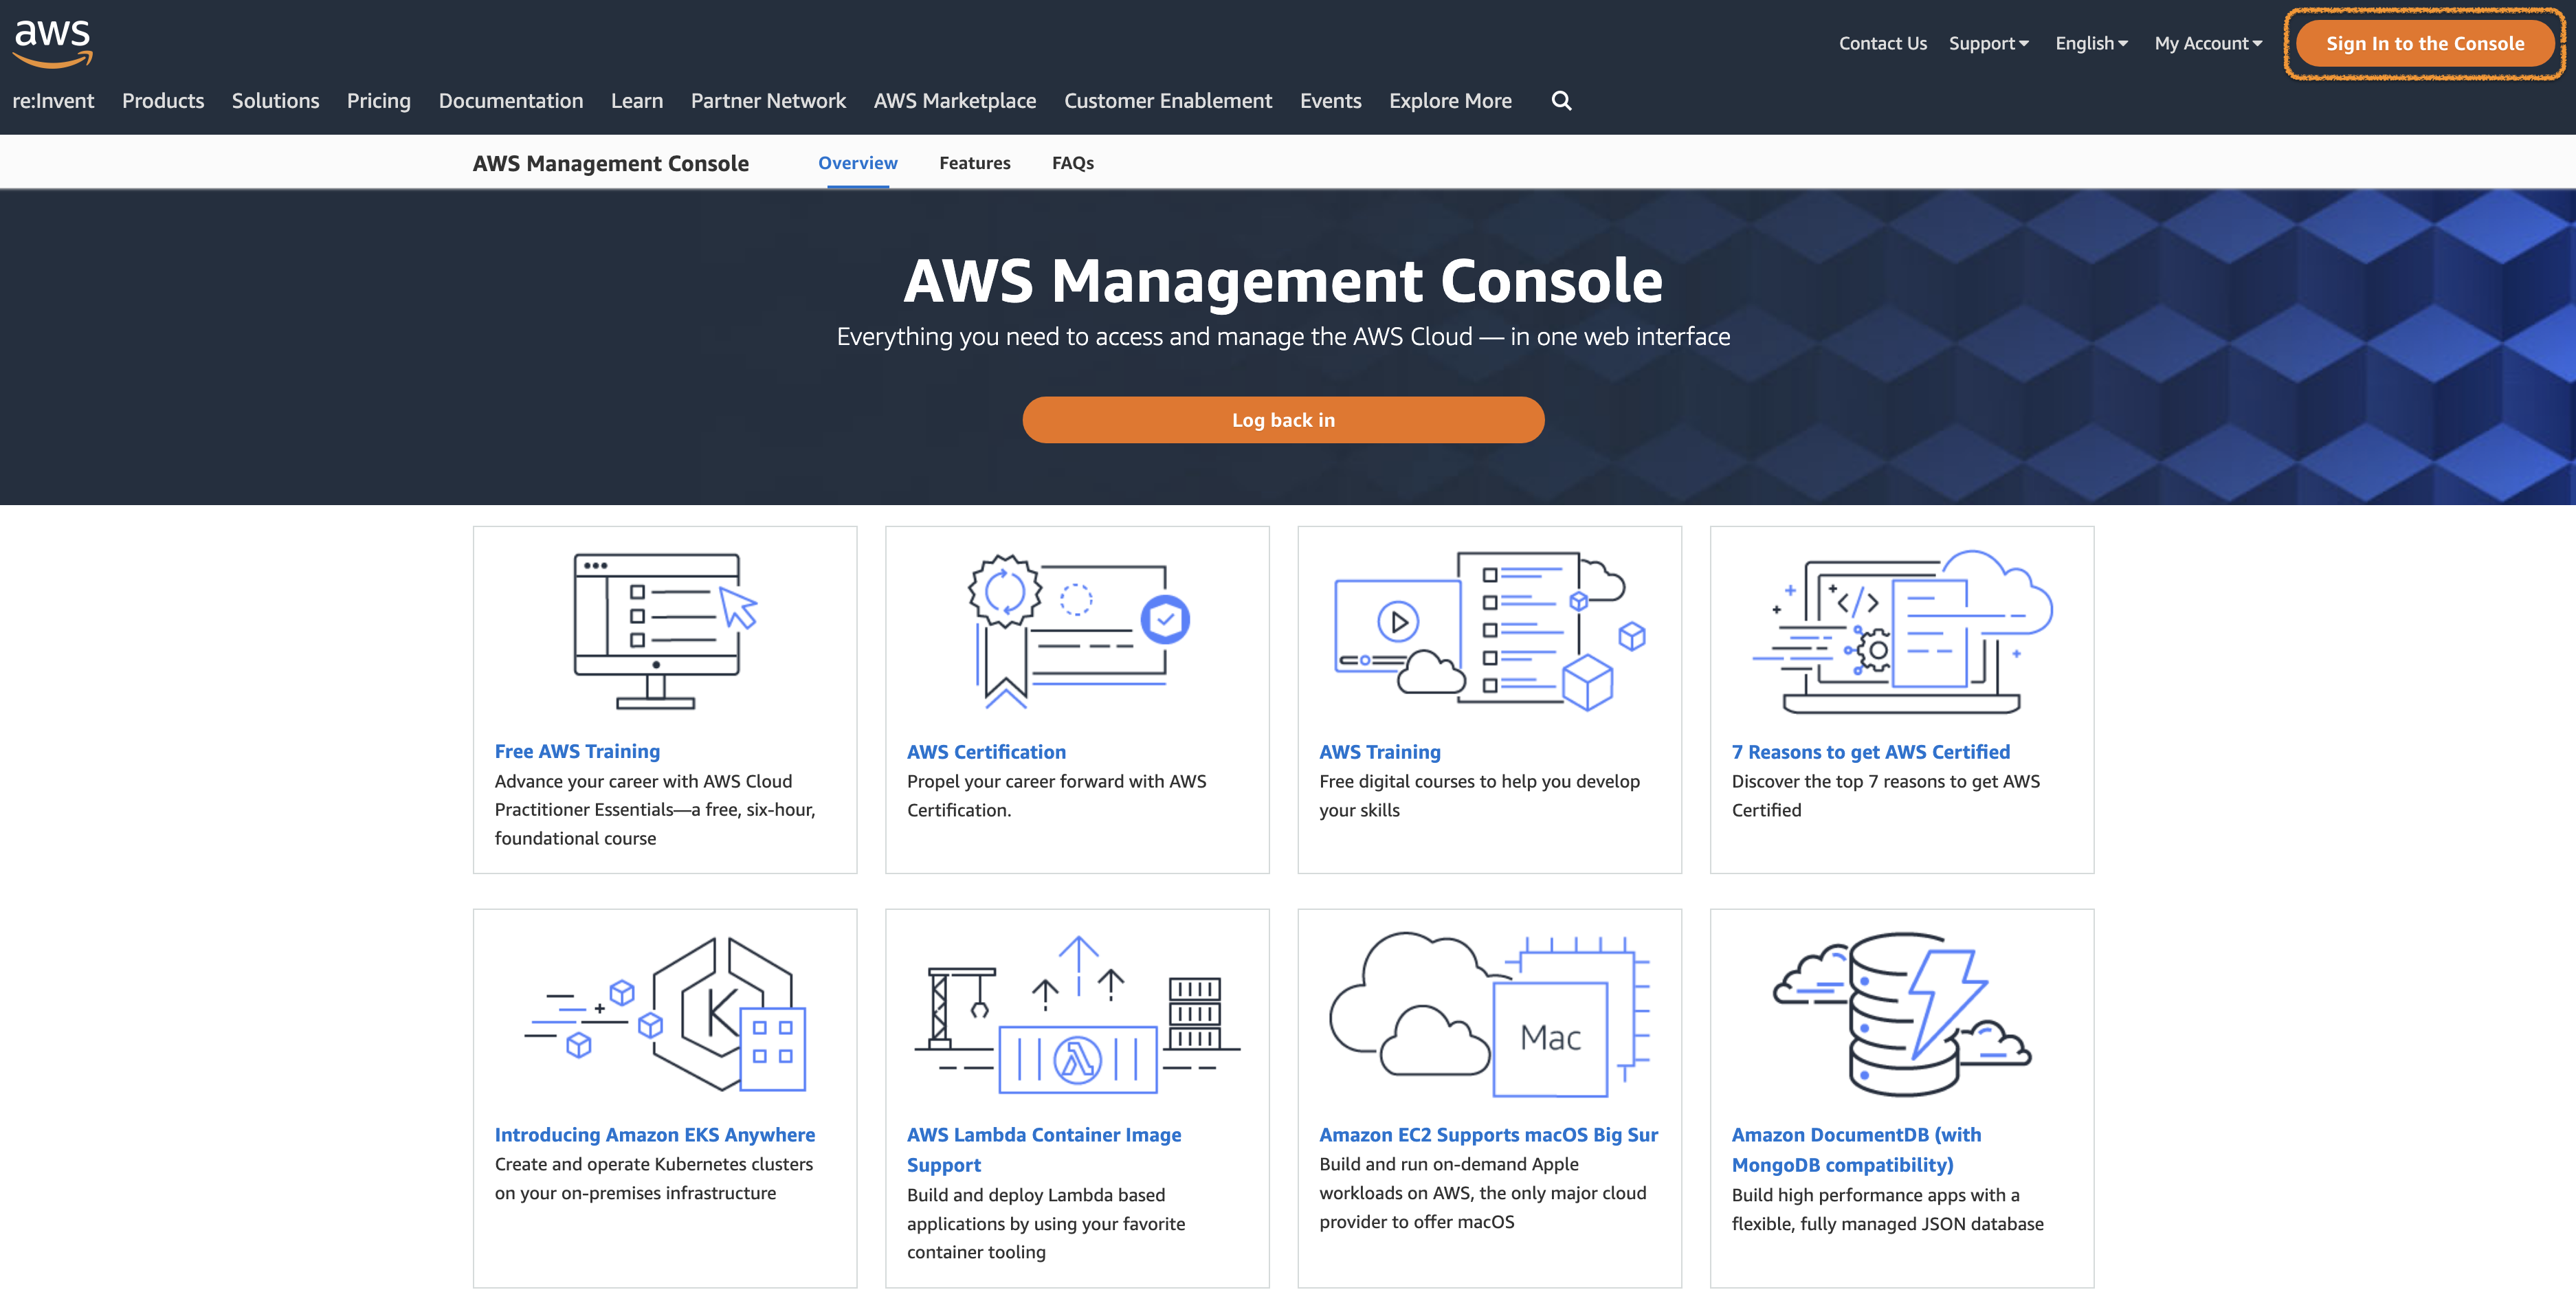 aws
Contact Us
Support
English
My Account
Sign In to the Console
re:Invent
Products
Solutions
Pricing
Documentation
Learn
Partner Network
AWS Marketplace
Customer Enablement
Events
Explore More
AWS Management Console
Overview
Features
FAQs
AWS Management Console
Everything you need to access and manage the AWS Cloud — in one web interface
Log back in
Free AWS Training
Advance your career with AWS Cloud
Practitioner Essentials—a free, six-hour,
foundational course
AWS Certification
Propel your career forward with AWS
Certification.
AWS Training
Free digital courses to help you develop
your skills
</>
7 Reasons to get AWS Certified
Discover the top 7 reasons to get AWS
Certified
K
Introducing Amazon EKS Anywhere
Create and operate Kubernetes clusters
on your on-premises infrastructure
λ
AWS Lambda Container Image
Support
Build and deploy Lambda based
applications by using your favorite
container tooling
Mac
Amazon EC2 Supports macOS Big Sur
Build and run on-demand Apple
workloads on AWS, the only major cloud
provider to offer macOS
Amazon DocumentDB (with
MongoDB compatibility)
Build high performance apps with a
flexible, fully managed JSON database